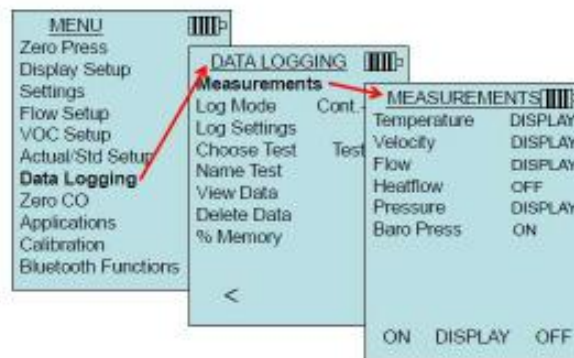 MENU
Zero Press
Display Setup
Settings
Flow Setup
VOC Setup
Actual/Std Setup
Data Logging
Zero CO
Applications
Calibration
Bluetooth Functions
DATA LOGGING
Measurements
Log Mode Cont.-
Log Settings
Choose Test Test
Name Test
View Data
Delete Data
% Memory
<
MEASUREMENTS
Temperature DISPLAY
Velocity DISPLAY
Flow DISPLAY
Heatflow OFF
Pressure DISPLAY
Baro Press ON
ON DISPLAY OFF